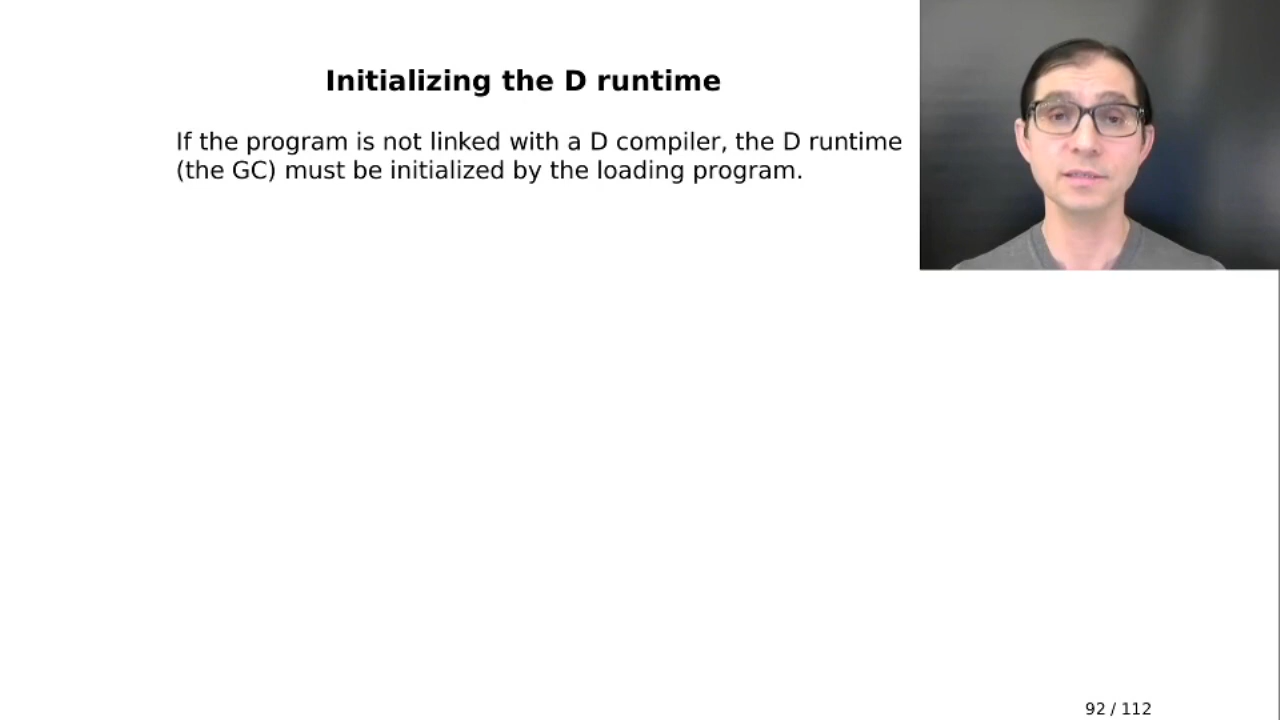 Initializing the D runtime
If the program is not linked with a D compiler, the D runtime
(the GC) must be initialized by the loading program.
92 / 112